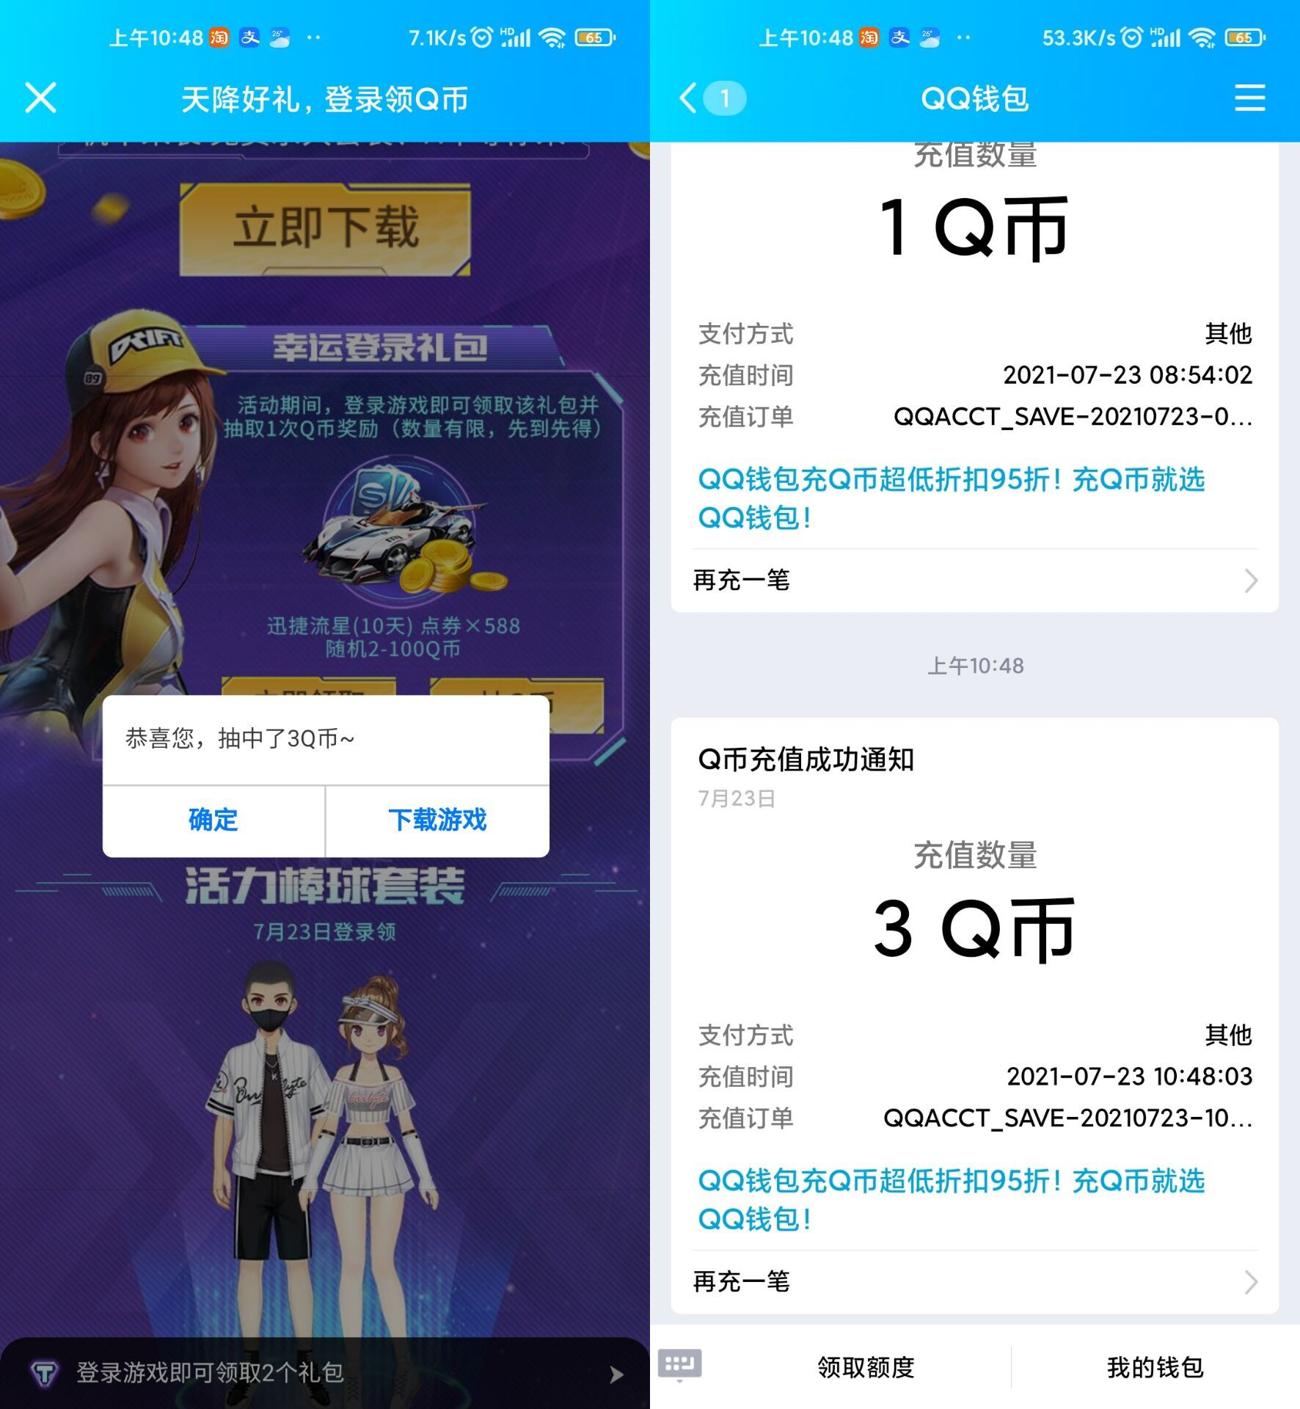 上午10:48
7.1K/s
HD
65
天降好礼，登录领Q币
立即下载
DRIFT
89
幸运登录礼包
活动期间，登录游戏即可领取该礼包并
抽取1次Q币奖励（数量有限，先到先得）
迅捷流星(10天) 点券×588
随机2-100Q币
恭喜您，抽中了3Q币~
确定
下载游戏
活力棒球套装
7月23日登录领
登录游戏即可领取2个礼包
上午10:48
53.3K/s
HD
65
1
QQ钱包
充值数量
1 Q币
支付方式
其他
充值时间
2021-07-23 08:54:02
充值订单
QQACCT_SAVE-20210723-0...
QQ钱包充Q币超低折扣95折！充Q币就选
QQ钱包！
再充一笔
上午10:48
Q币充值成功通知
7月23日
充值数量
3 Q币
支付方式
其他
充值时间
2021-07-23 10:48:03
充值订单
QQACCT_SAVE-20210723-10...
QQ钱包充Q币超低折扣95折！充Q币就选
QQ钱包！
再充一笔
领取额度
我的钱包